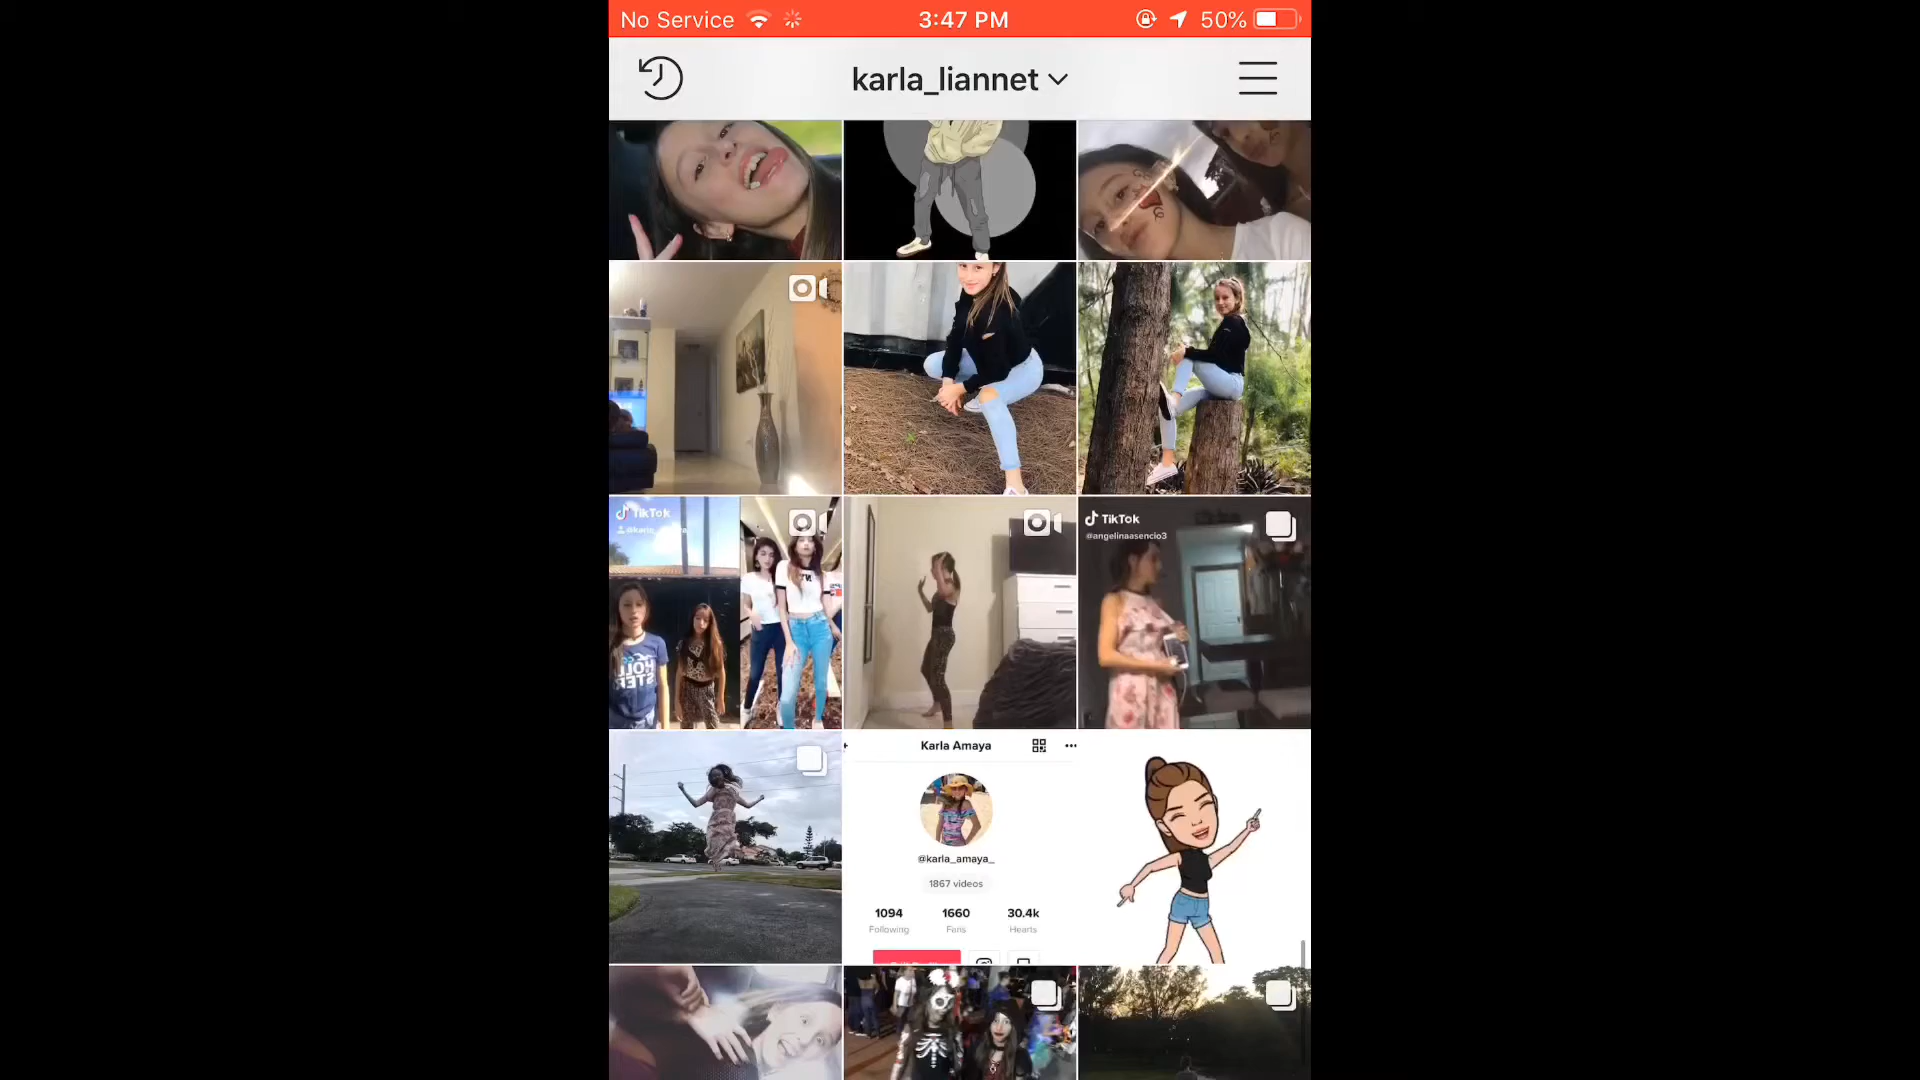 No Service 3:47 PM 50%
karla_liannet
TikTok
TikTok
@angelinaasencio3
HOLLISTER
Karla Amaya
@karla_amaya_
1867 videos
1094 1660 30.4k
Following Fans Hearts